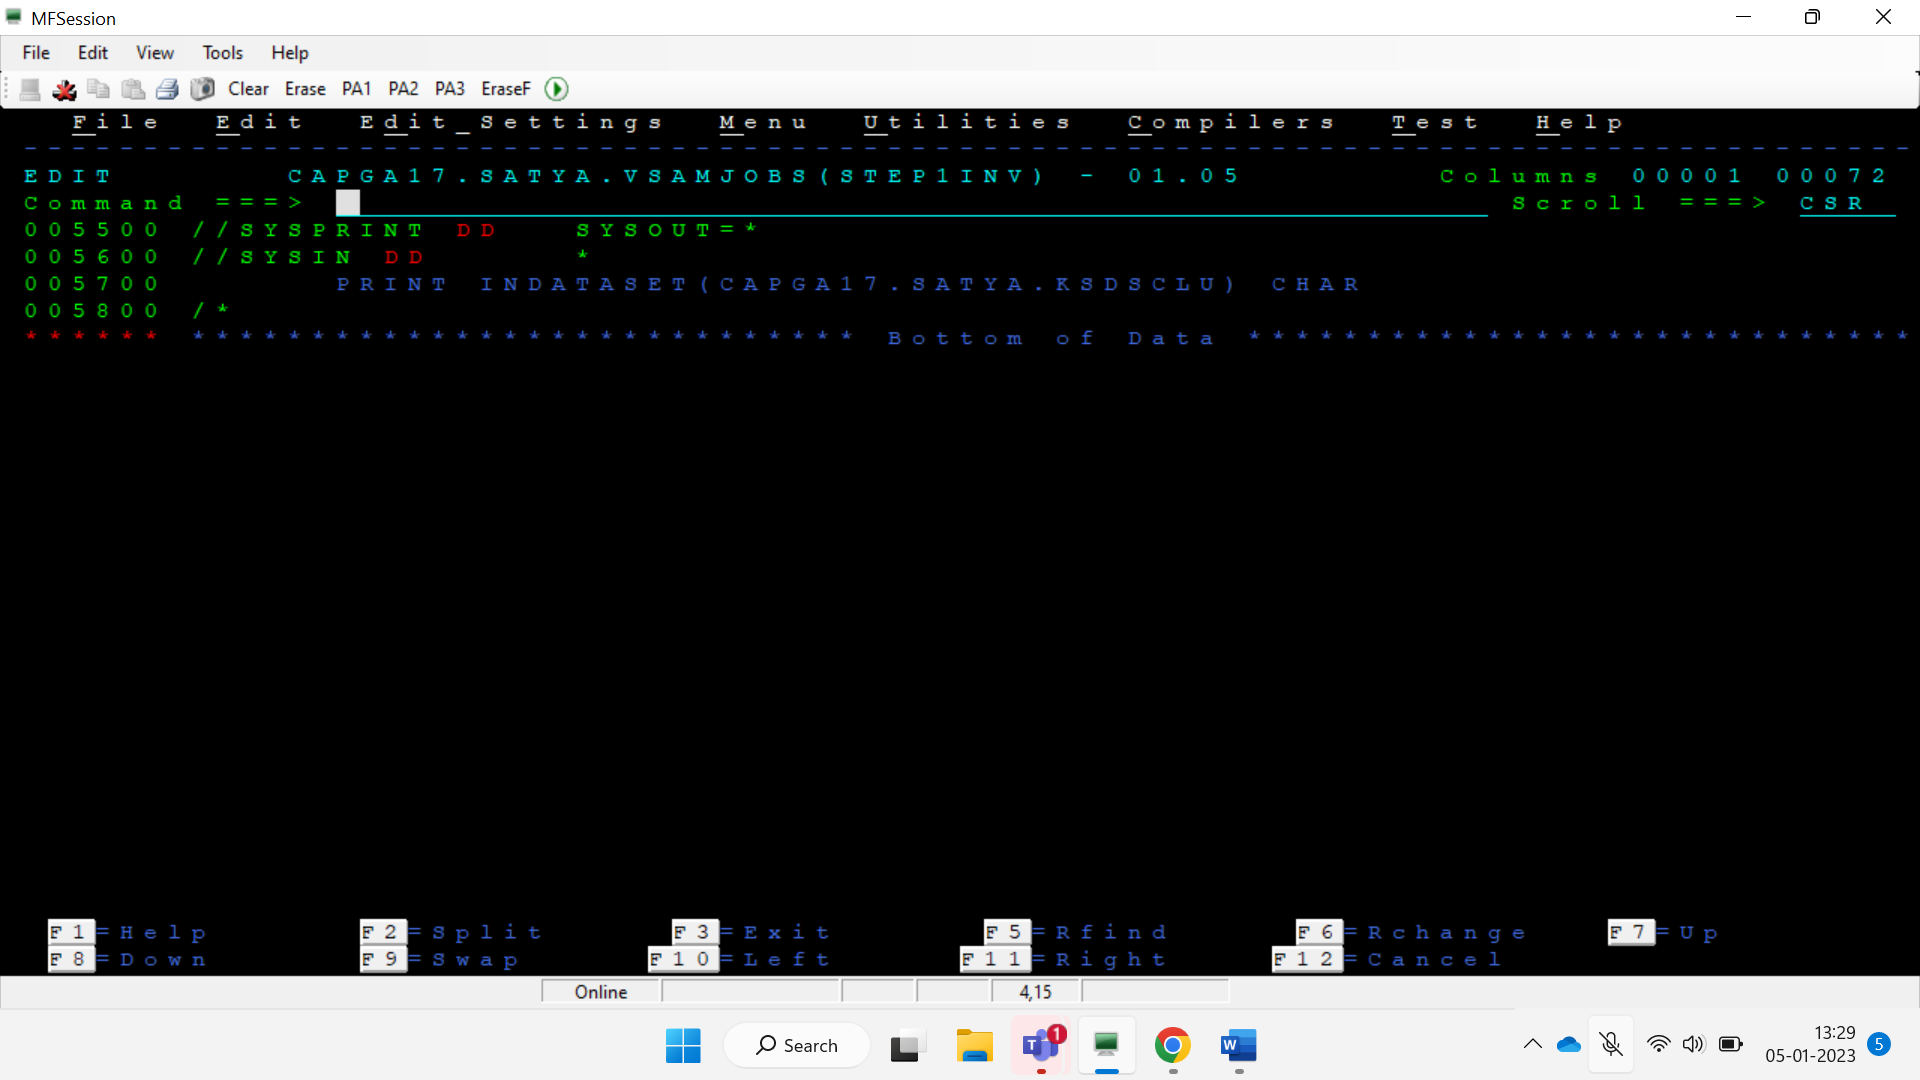 MFSession
File Edit View Tools Help
Clear Erase PA1 PA2 PA3 EraseF
File Edit Edit_Settings Menu Utilities Compilers Test Help
- - - - - - - - - - - - - - - - - - - - - - - - - - - - - - - - - - - - - - - - - - - - - - - - - - - - - - - - - - - - - - - - - - - - - - - - - - - - - - -
EDIT CAPGA17.SATYA.VSAMJOBS(STEP1INV) - 01.05 Columns 00001 00072
Command ===> Scroll ===> CSR
005500 //SYSPRINT DD SYSOUT=*
005600 //SYSIN DD *
005700 PRINT INDATASET(CAPGA17.SATYA.KSDSCLU) CHAR
005800 /*
****** **************************** Bottom of Data ****************************
F1=Help F2=Split F3=Exit F5=Rfind F6=Rchange F7=Up
F8=Down F9=Swap F10=Left F11=Right F12=Cancel
Online 4,15
Search 1 13:29
05-01-2023 5